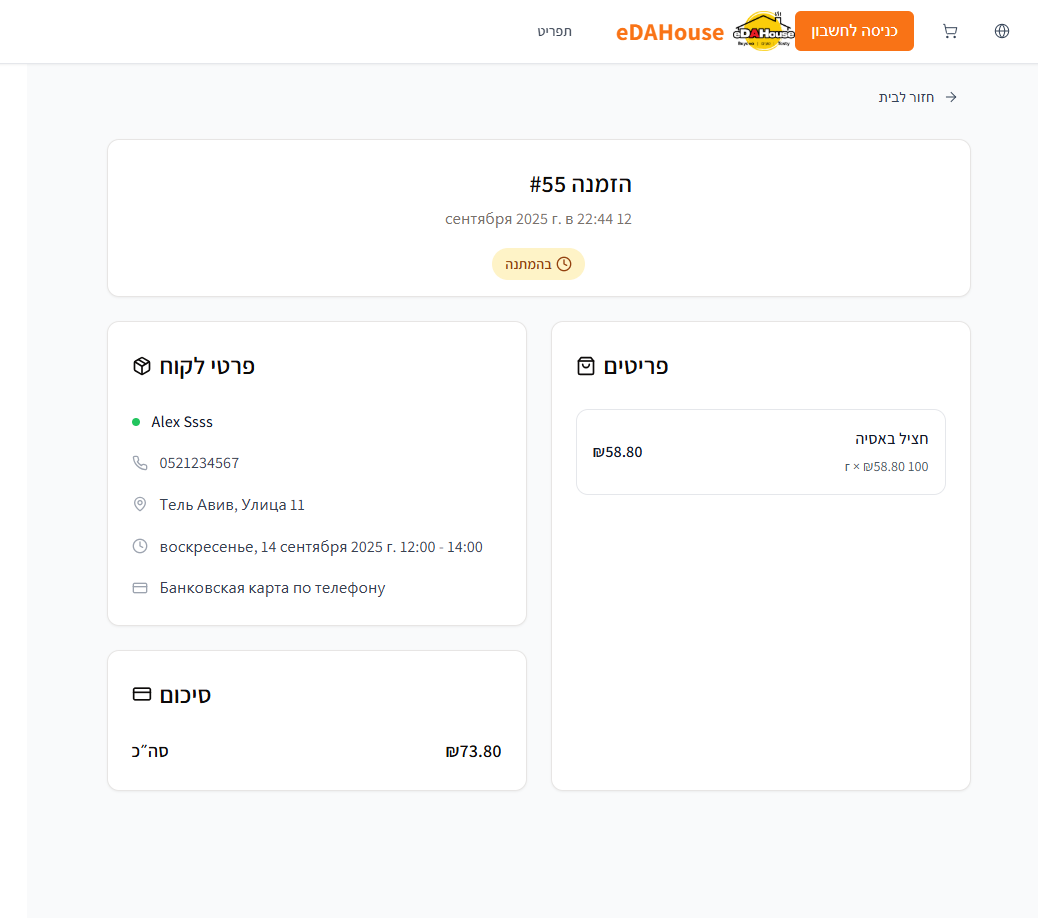 כניסה לחשבון
eDAHouse
eDAHouse
תפריט
חזור לבית
הזמנה #55
12 сентября 2025 г. в 22:44
בהמתנה
פריטים
חציל באסיה
₪58.80
100 г × ₪58.80
פרטי לקוח
Alex Ssss
0521234567
Тель Авив, Улица 11
воскресенье, 14 сентября 2025 г. 12:00 - 14:00
Банковская карта по телефону
סיכום
סה״כ
₪73.80